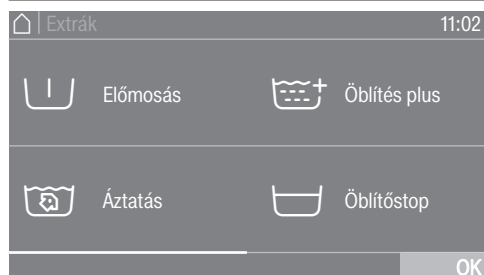 Extrák 11:02
Előmosás Öblítés plus
Áztatás Öblítőstop
OK